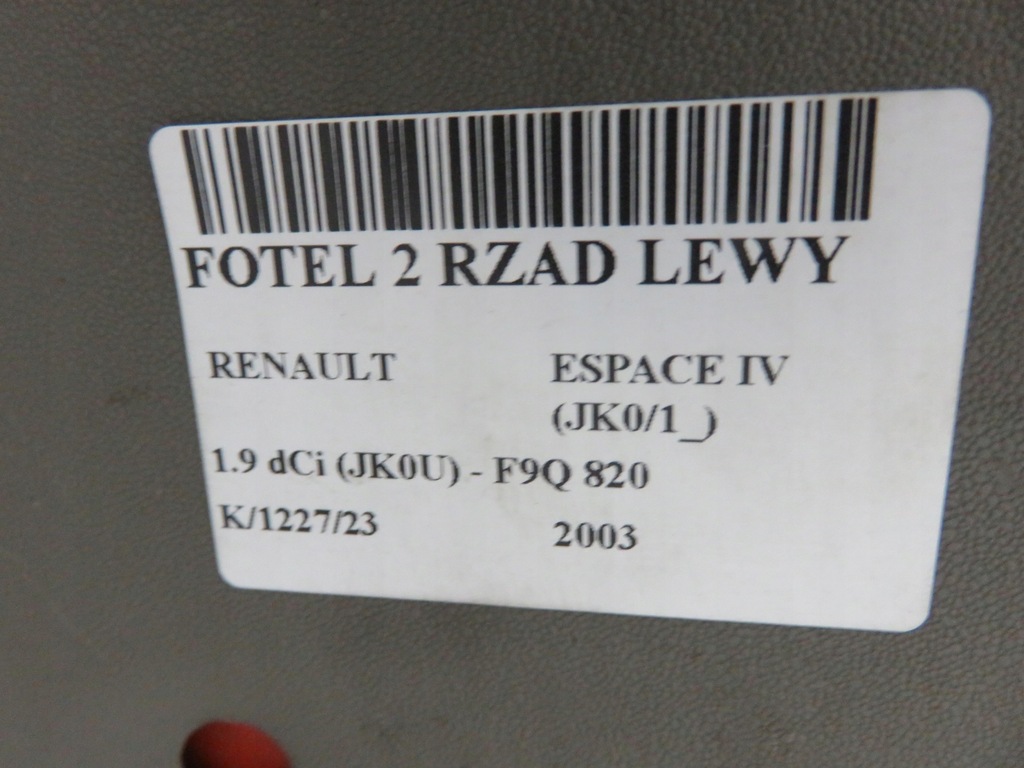 FOTEL 2 RZAD LEWY
RENAULT ESPACE IV
(JK0/1_)
1.9 dCi (JK0U) - F9Q 820
K/1227/23 2003